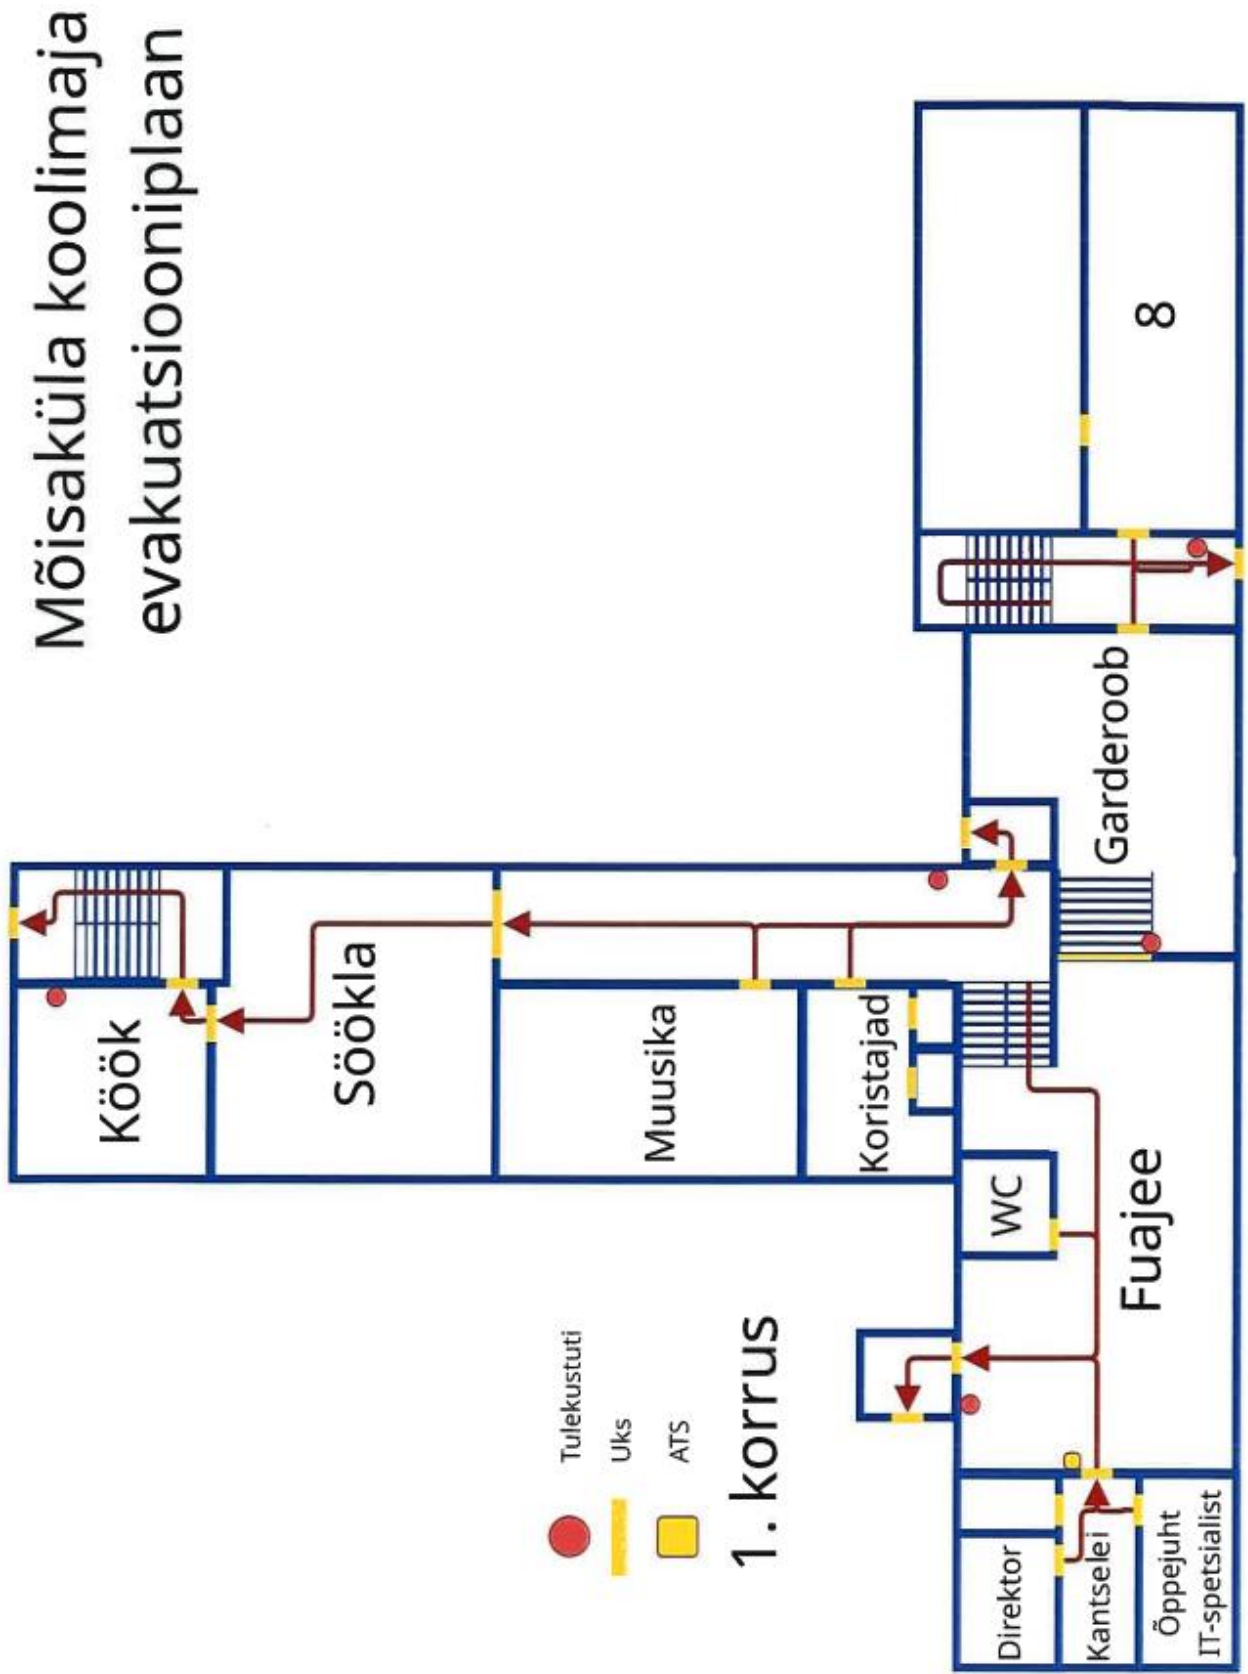 Mõisaküla koolimaja
evakuatsiooniplaan
Köök
Söökla
Muusika
Koristajad
WC
Fuajee
Garderoob
8
Direktor
Kantselei
Õppejuht
IT-spetsialist
Tulekustuti
Uks
ATS
1. korrus